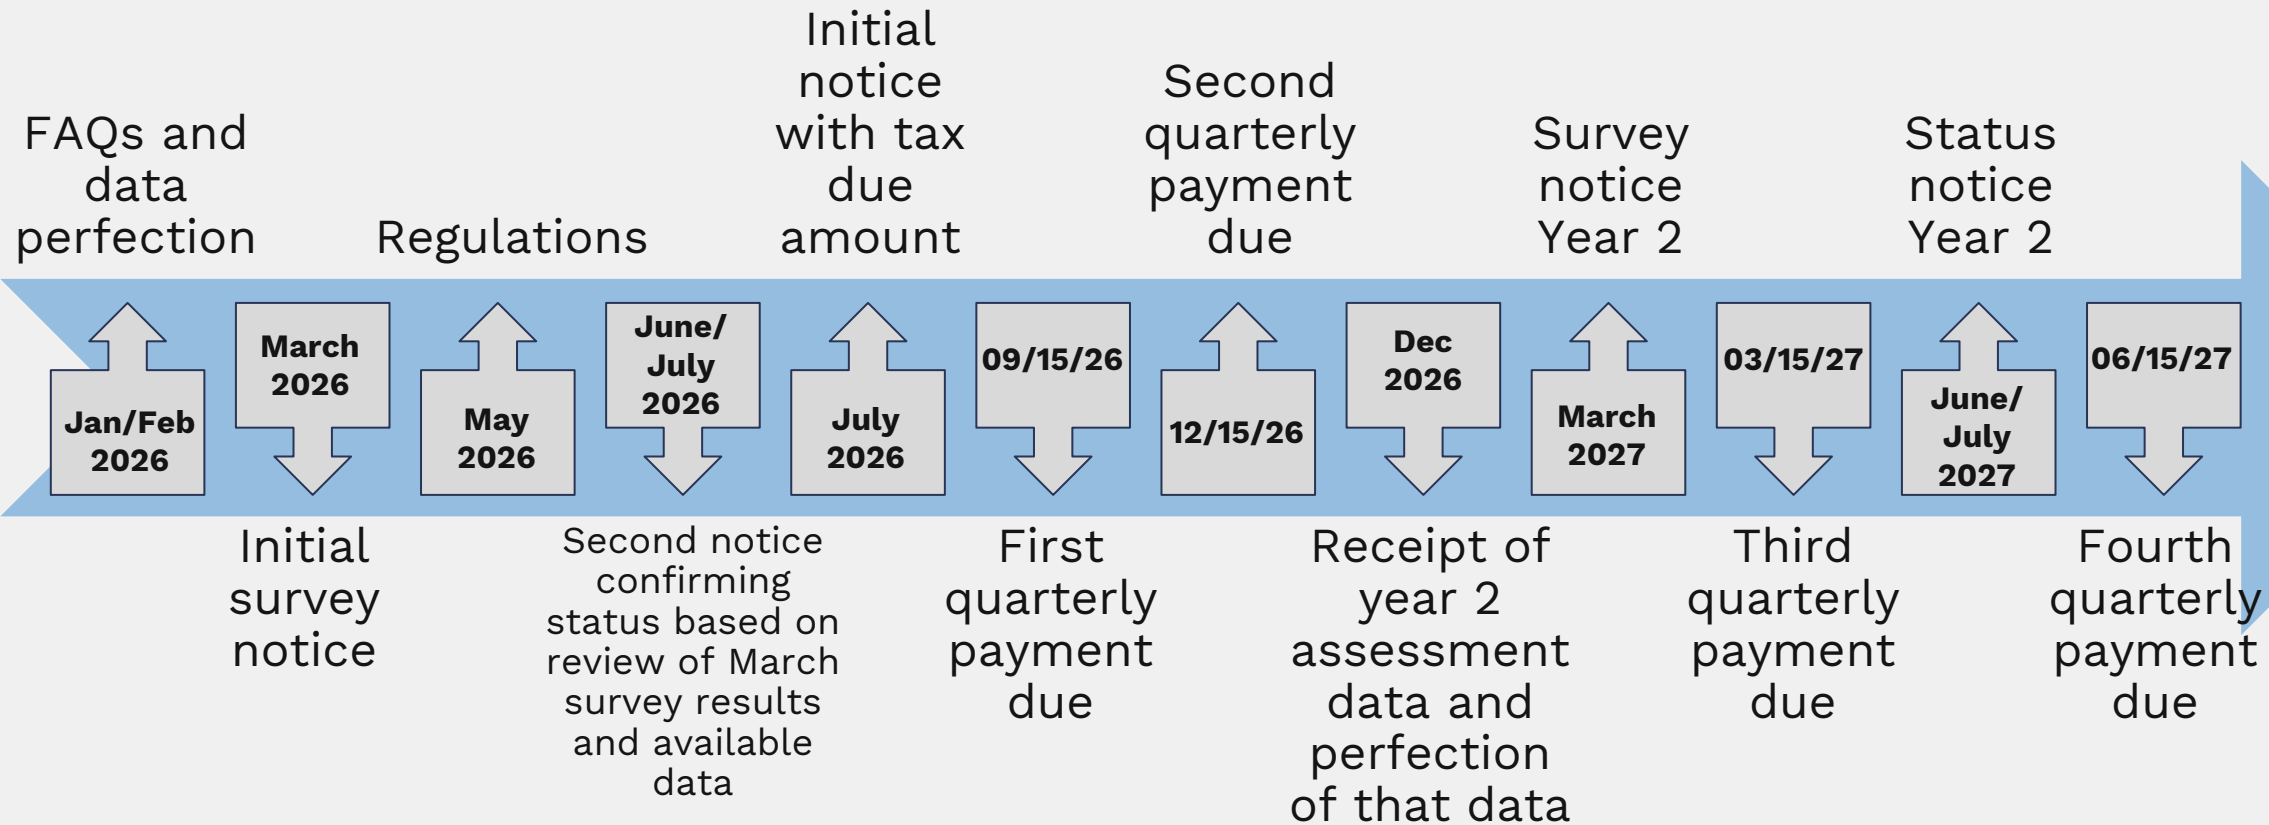 FAQs and
data
perfection
Jan/Feb
2026
March
2026
Initial
survey
notice
Regulations
May
2026
June/
July
2026
Second notice
confirming
status based on
review of March
survey results
and available
data
Initial
notice
with tax
due
amount
July
2026
09/15/26
First
quarterly
payment
due
Second
quarterly
payment
due
12/15/26
Dec
2026
Receipt of
year 2
assessment
data and
perfection
of that data
Survey
notice
Year 2
March
2027
03/15/27
Third
quarterly
payment
due
Status
notice
Year 2
June/
July
2027
06/15/27
Fourth
quarterly
payment
due